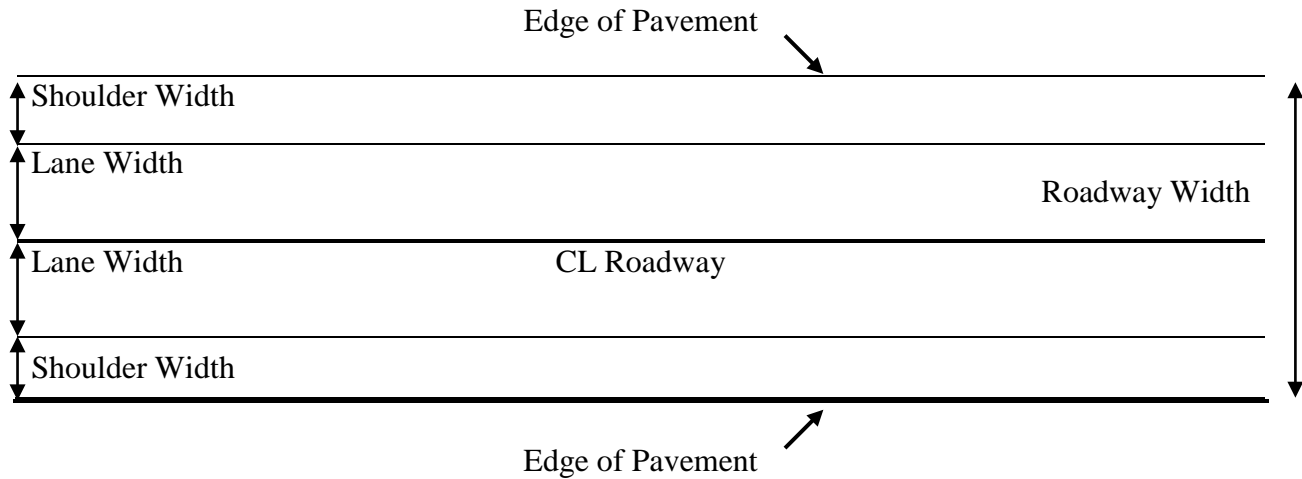 Edge of Pavement
Shoulder Width
Lane Width
Roadway Width
Lane Width
CL Roadway
Shoulder Width
Edge of Pavement